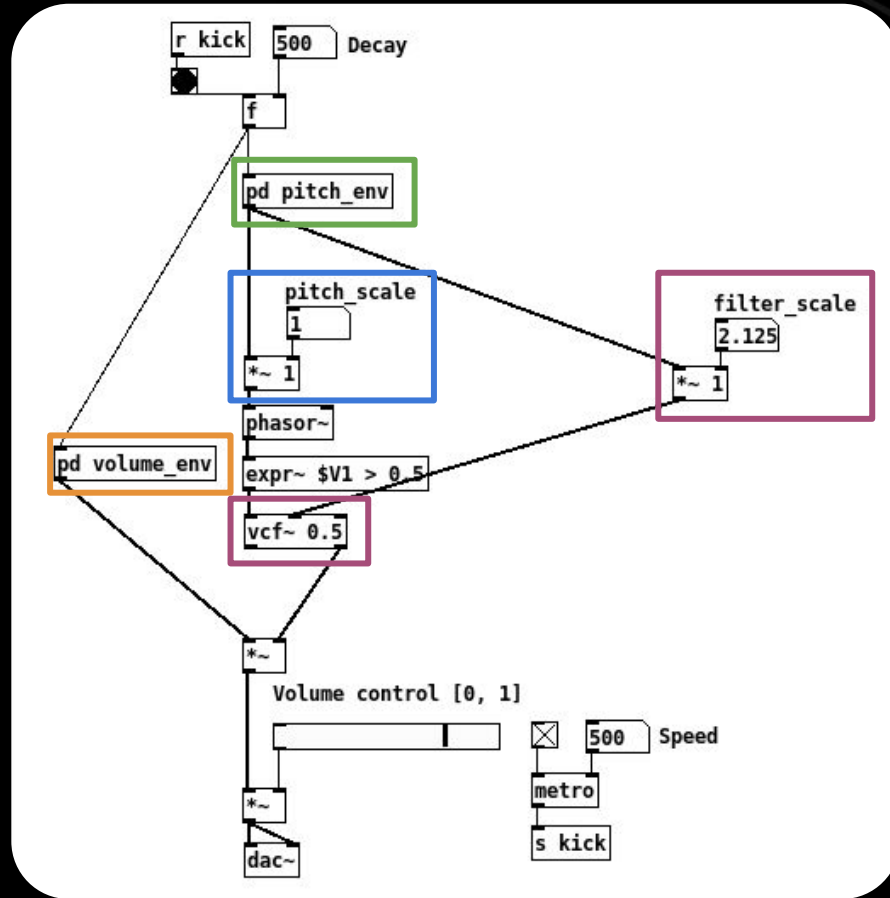 r kick
500 Decay
f
pd pitch_env
pitch_scale
1
*~ 1
filter_scale
2.125
*~ 1
phasor~
pd volume_env
expr~ $V1 > 0.5
vcf~ 0.5
*~
Volume control [0, 1]
500 Speed
metro
*~
s kick
dac~